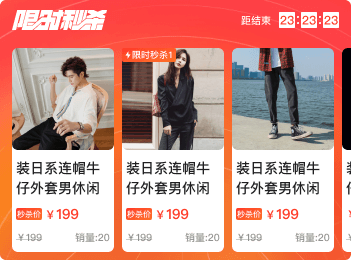 限时秒杀
距结束 23:23:23
限时秒杀1
装日系连帽牛
仔外套男休闲
秒杀价 ¥199
¥199 销量:20
装日系连帽牛
仔外套男休闲
秒杀价 ¥199
¥199 销量:20
装日系连帽牛
仔外套男休闲
秒杀价 ¥199
¥199 销量:20